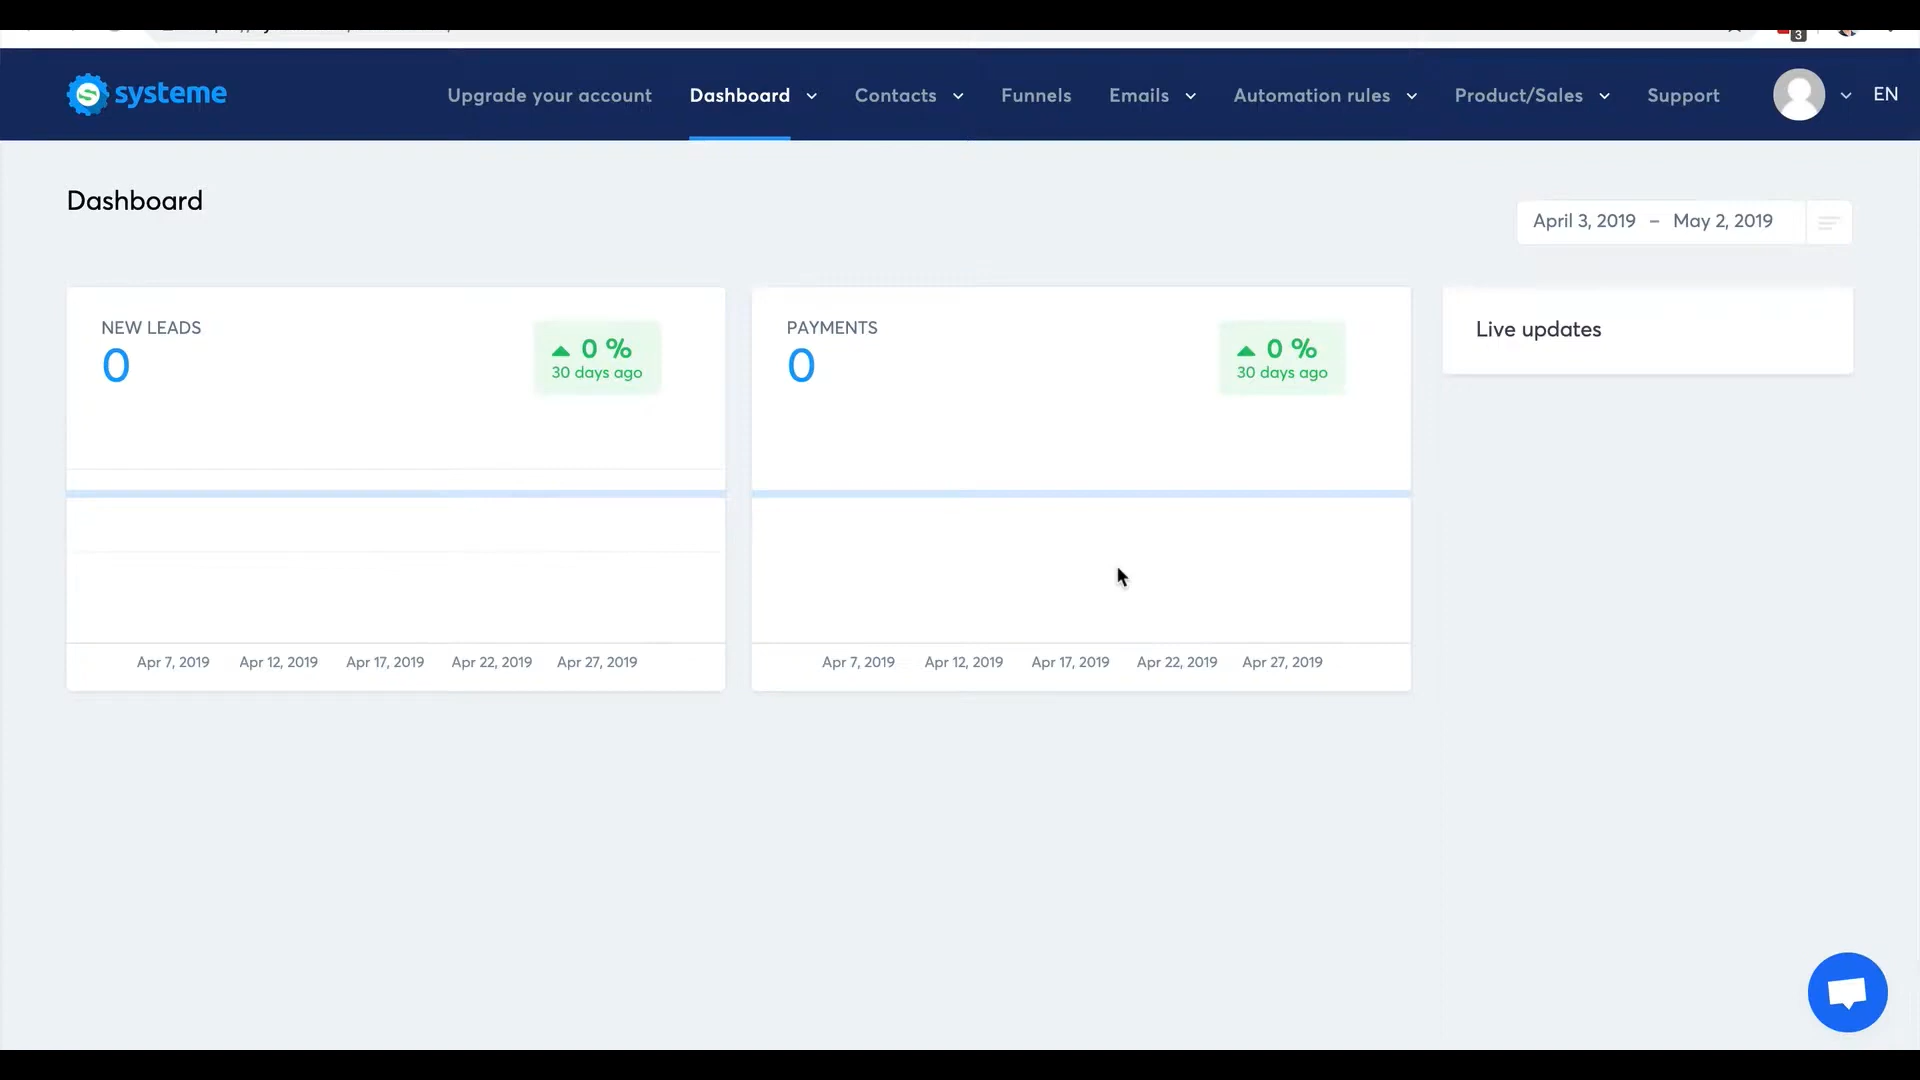 3
systeme
Upgrade your account Dashboard Contacts Funnels Emails Automation rules Product/Sales Support EN
Dashboard
April 3, 2019 – May 2, 2019
NEW LEADS
0
0 %
30 days ago
PAYMENTS
0
0 %
30 days ago
Live updates
Apr 7, 2019 Apr 12, 2019 Apr 17, 2019 Apr 22, 2019 Apr 27, 2019
Apr 7, 2019 Apr 12, 2019 Apr 17, 2019 Apr 22, 2019 Apr 27, 2019